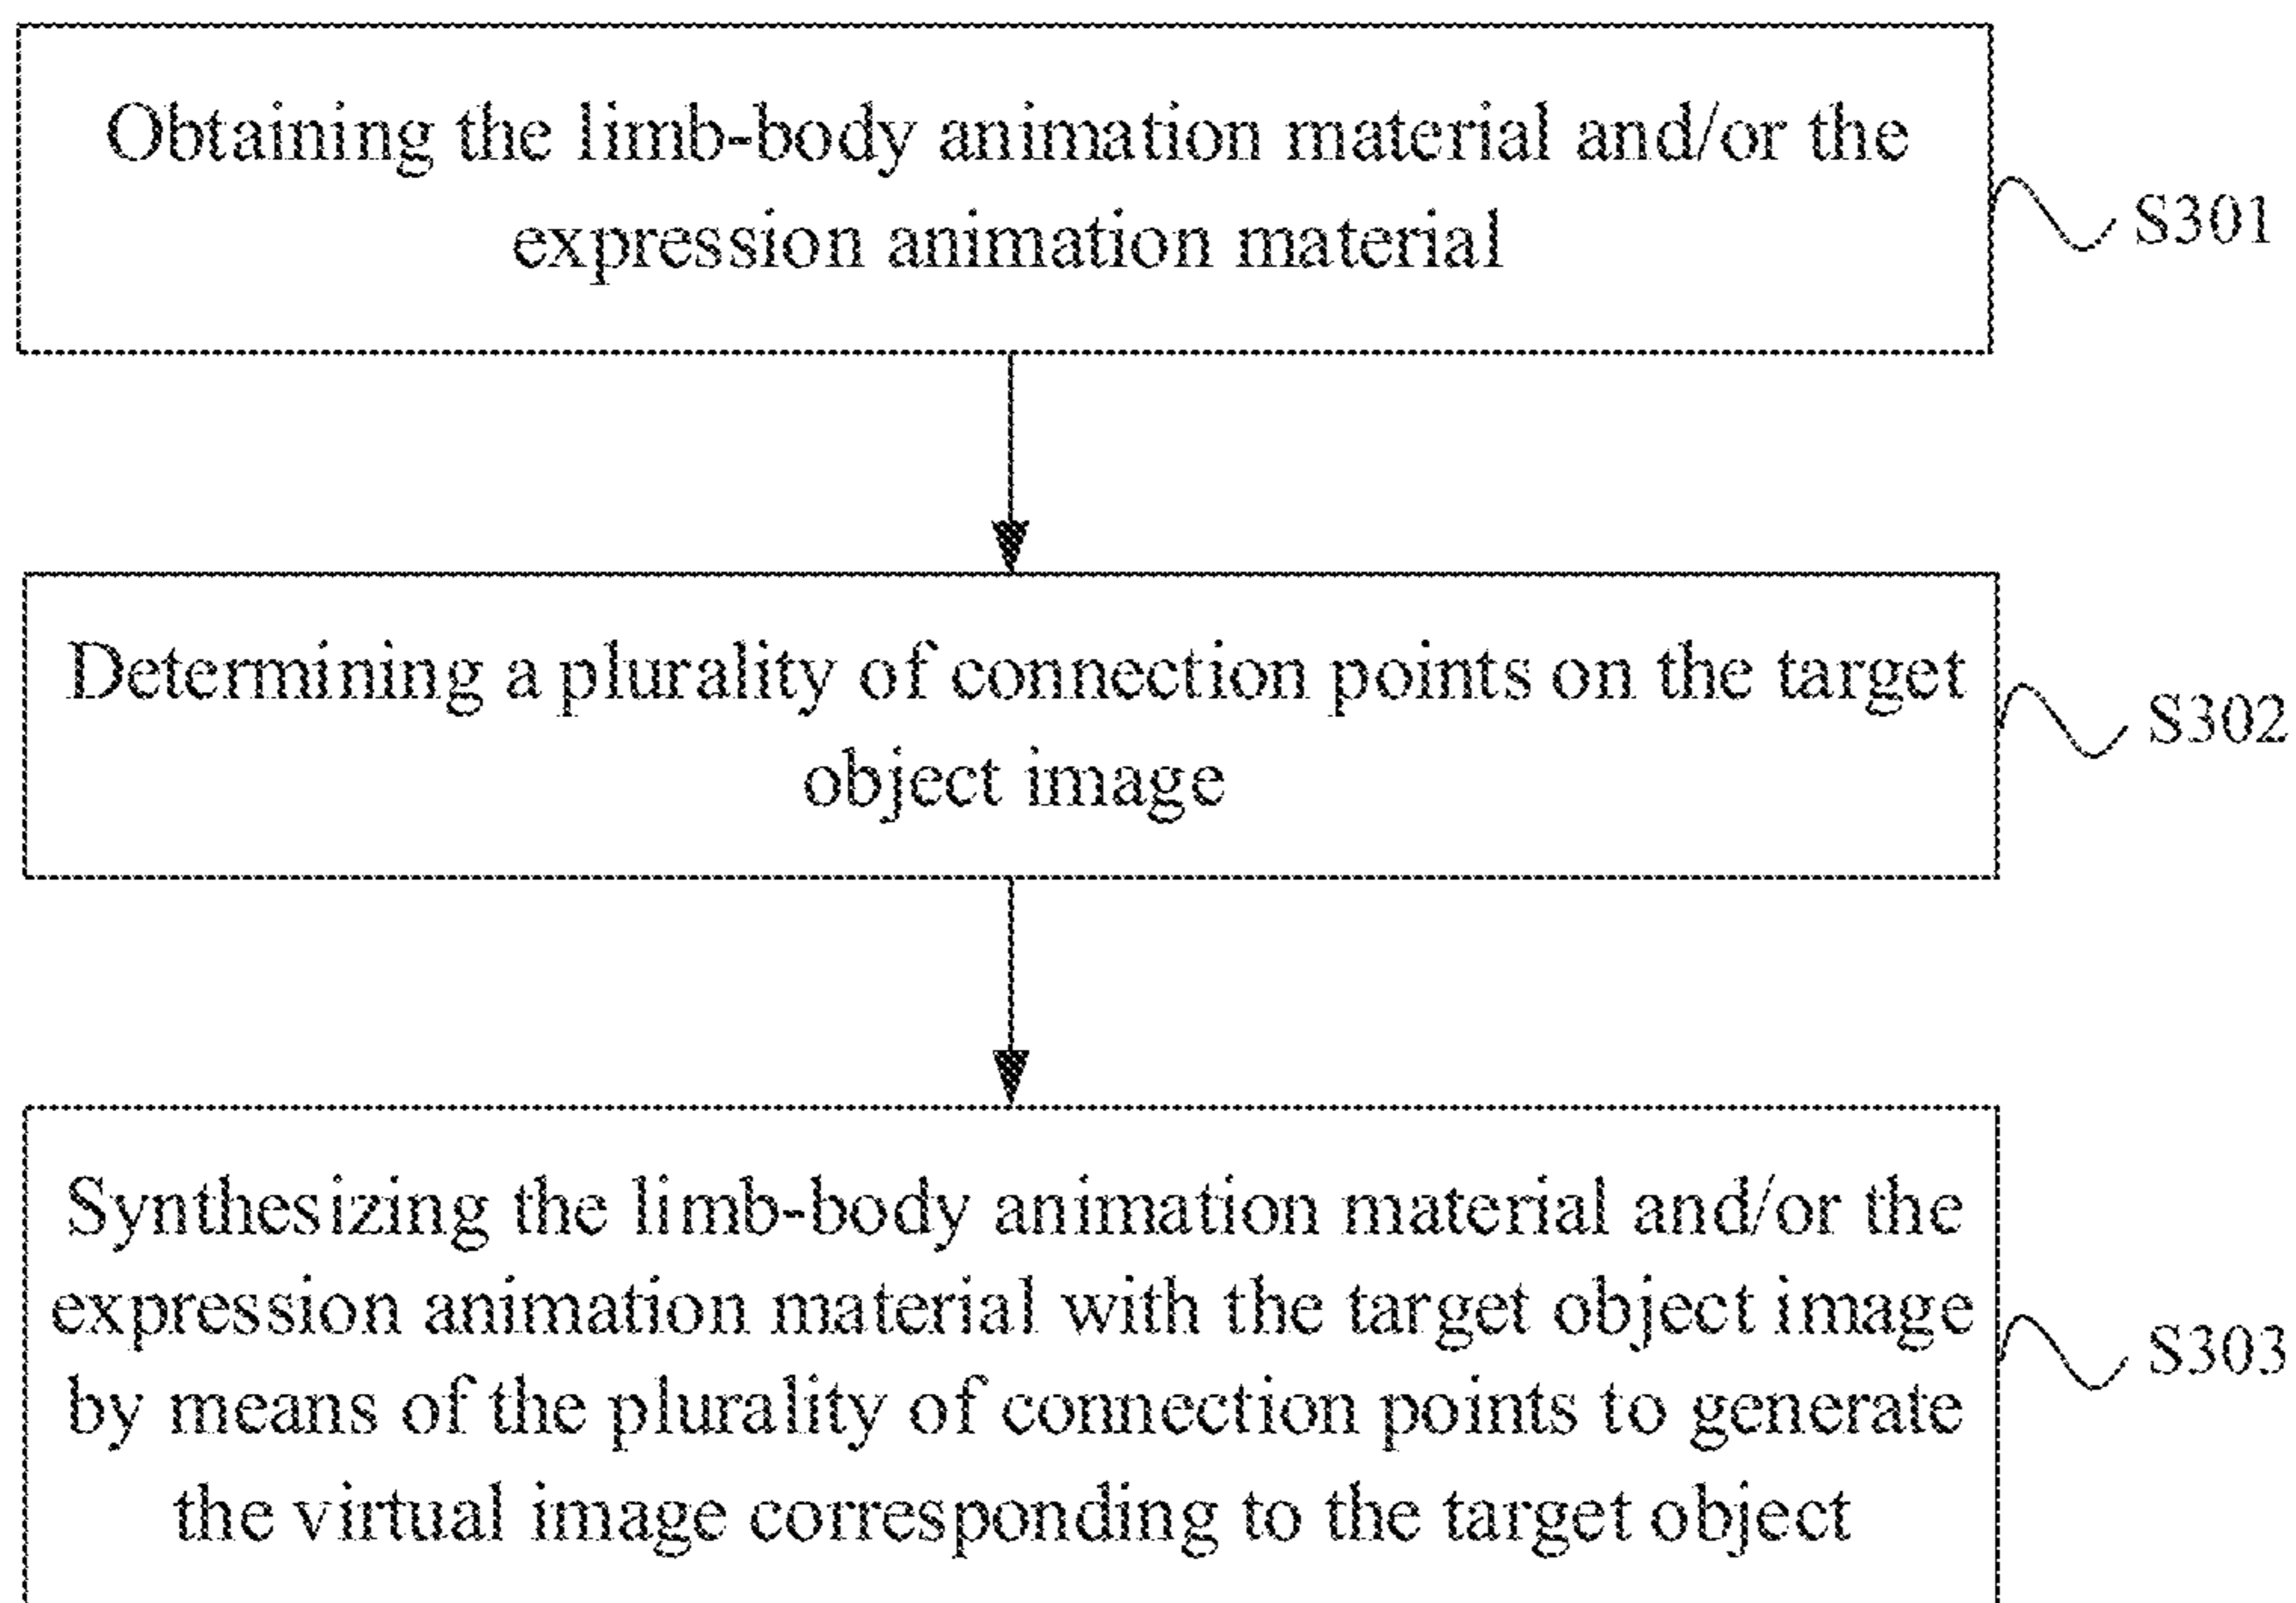 Obtaining the limb-body animation material and/or the
expression animation material
S301
Determining a plurality of connection points on the target
object image
S302
Synthesizing the limb-body animation material and/or the
expression animation material with the target object image
by means of the plurality of connection points to generate
the virtual image corresponding to the target object
S303